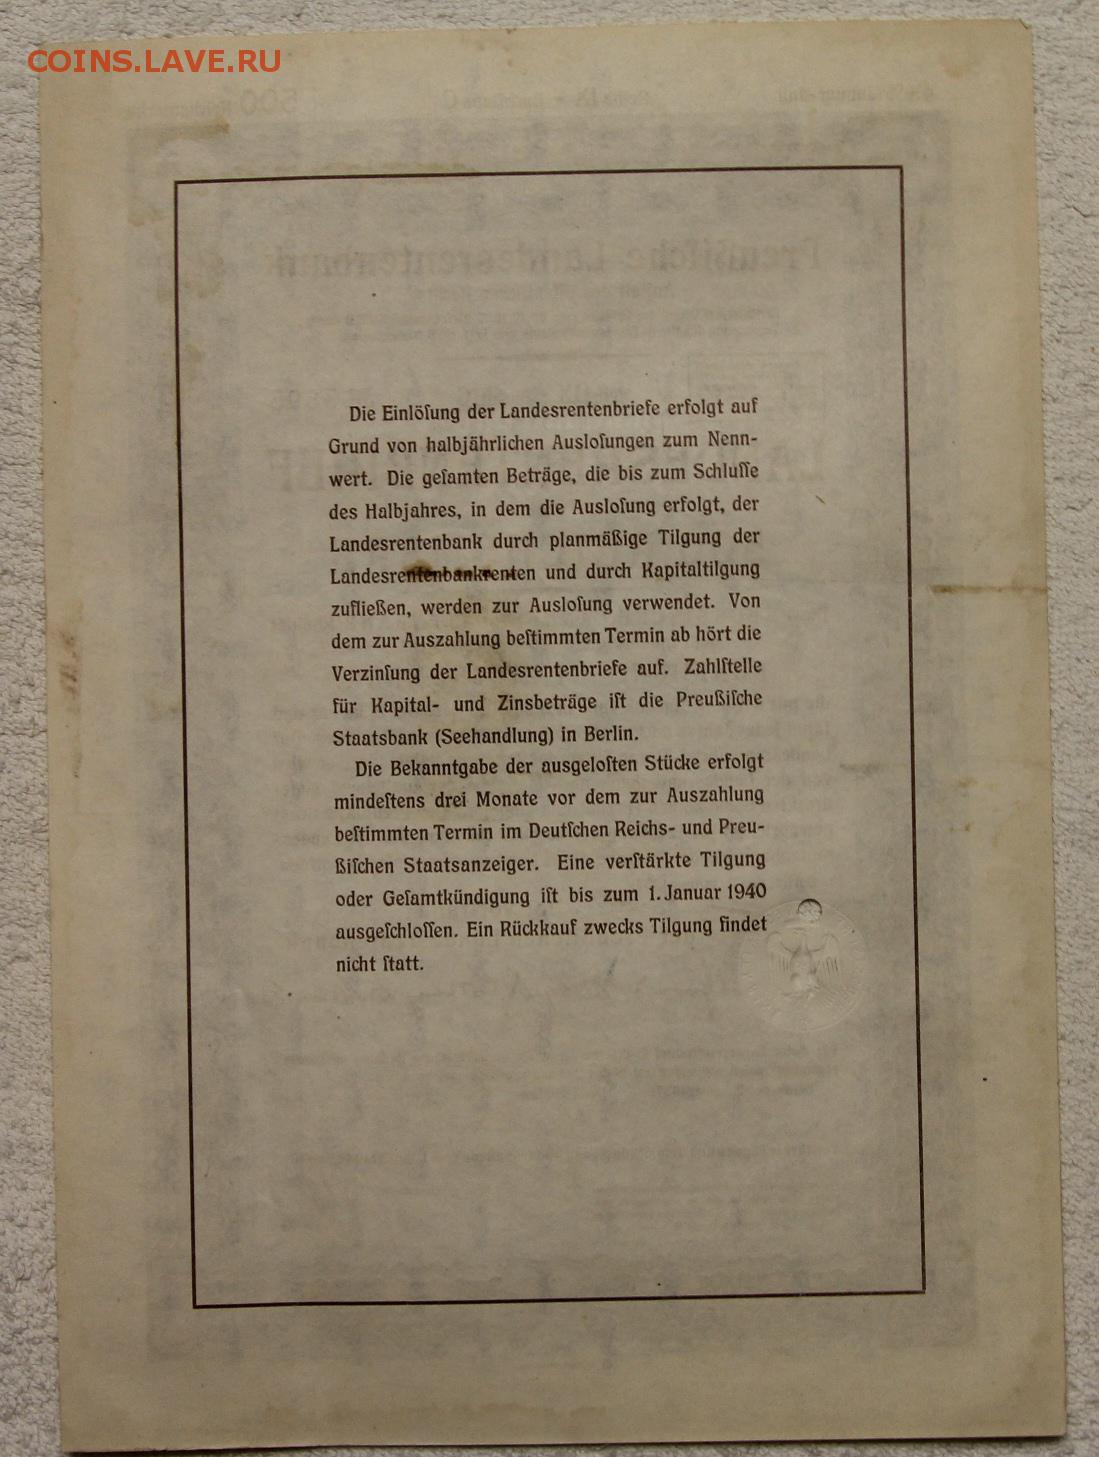 COINS.LAVE.RU
Die Einlöſung der Landesrentenbriefe erfolgt auf
Grund von halbjährlichen Ausloſungen zum Nenn-
wert. Die geſamten Beträge, die bis zum Schluſſe
des Halbjahres, in dem die Ausloſung erfolgt, der
Landesrentenbank durch planmäßige Tilgung der
Landesrentenbankrenten und durch Kapitaltilgung
zufließen, werden zur Ausloſung verwendet. Von
dem zur Auszahlung beſtimmten Termin ab hört die
Verzinſung der Landesrentenbriefe auf. Zahlſtelle
für Kapital- und Zinsbeträge iſt die Preußiſche
Staatsbank (Seehandlung) in Berlin.
Die Bekanntgabe der ausgeloſten Stücke erfolgt
mindeſtens drei Monate vor dem zur Auszahlung
beſtimmten Termin im Deutſchen Reichs- und Preu-
ßiſchen Staatsanzeiger. Eine verſtärkte Tilgung
oder Geſamtkündigung iſt bis zum 1. Januar 1940
ausgeſchloſſen. Ein Rückkauf zwecks Tilgung findet
nicht ſtatt.